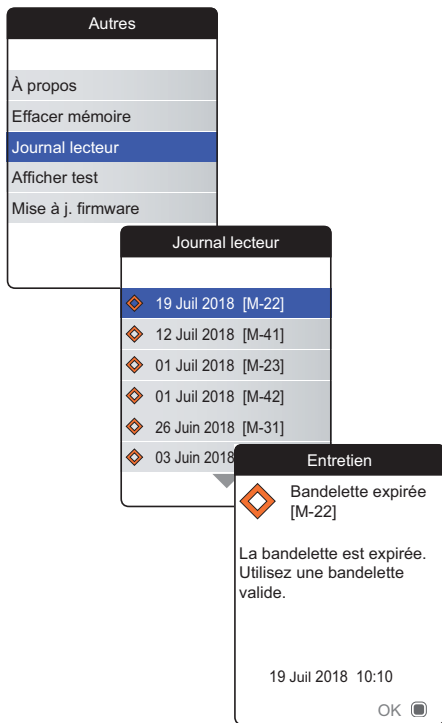 Autres
À propos
Effacer mémoire
Journal lecteur
Afficher test
Mise à j. firmware
Journal lecteur
19 Juil 2018 [M-22]
12 Juil 2018 [M-41]
01 Juil 2018 [M-23]
01 Juil 2018 [M-42]
26 Juin 2018 [M-31]
03 Juin 2018
Entretien
Bandelette expirée
[M-22]
La bandelette est expirée.
Utilisez une bandelette
valide.
19 Juil 2018 10:10
OK